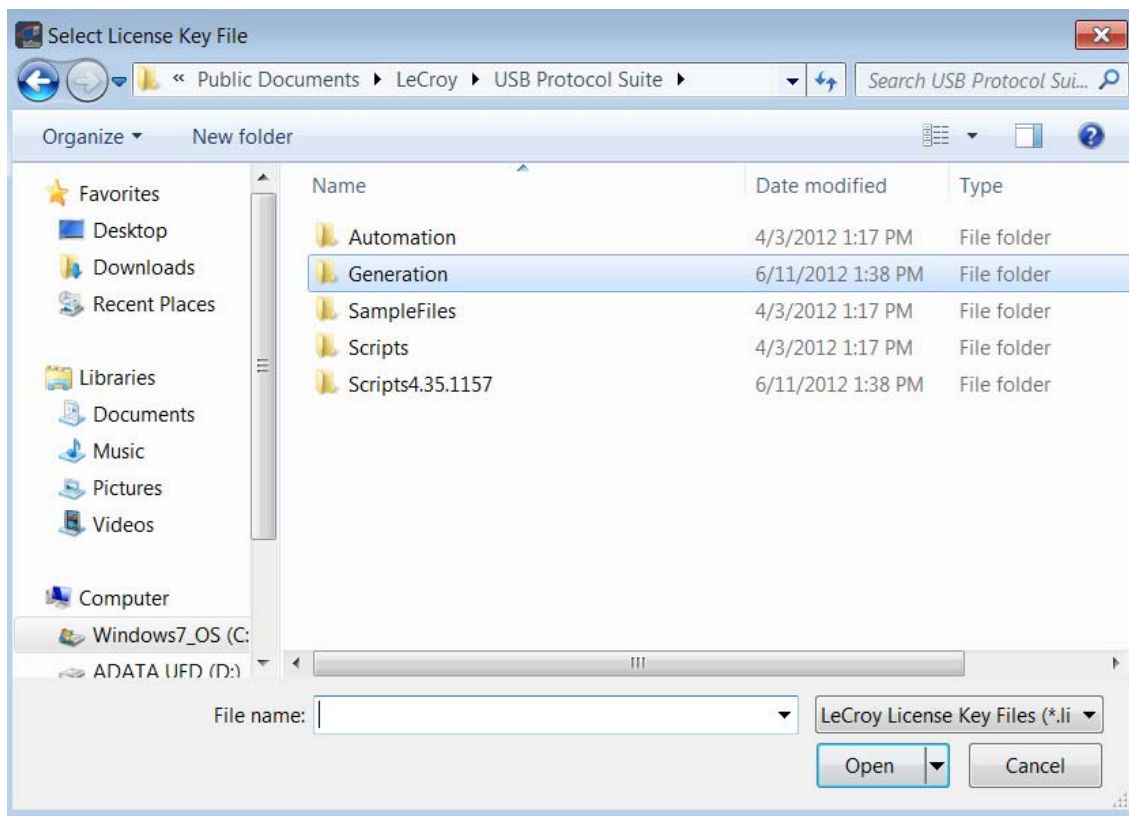 Select License Key File
« Public Documents LeCroy USB Protocol Suite
Search USB Protocol Sui...
Organize New folder
Favorites
Desktop
Downloads
Recent Places
Libraries
Documents
Music
Pictures
Videos
Computer
Windows7_OS (C:
ADATA UFD (D:)
Name Date modified Type
Automation 4/3/2012 1:17 PM File folder
Generation 6/11/2012 1:38 PM File folder
SampleFiles 4/3/2012 1:17 PM File folder
Scripts 4/3/2012 1:17 PM File folder
Scripts4.35.1157 6/11/2012 1:38 PM File folder
File name:
LeCroy License Key Files (*.li
Open Cancel